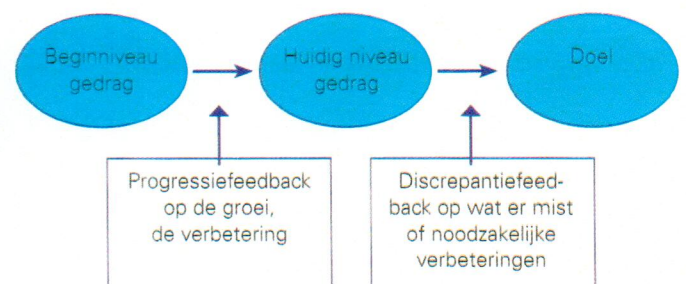 Beginniveau
gedrag
Huidig niveau
gedrag
Doel
Progressiefeedback
op de groei,
de verbetering
Discrepantiefeed-
back op wat er mist
of noodzakelijke
verbeteringen